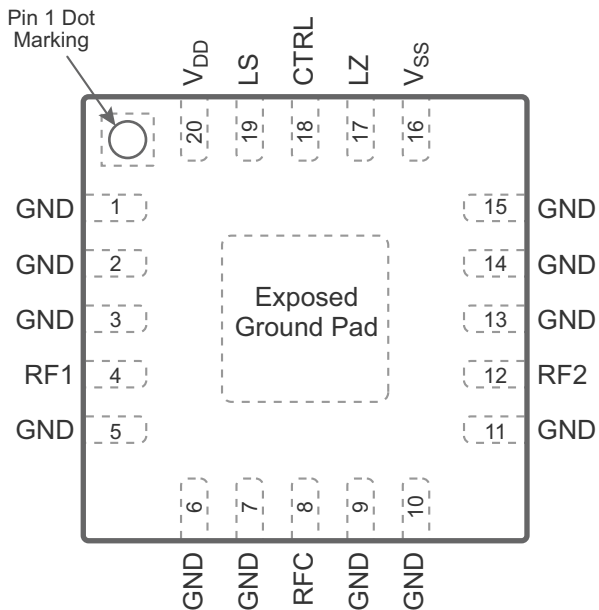 Pin 1 Dot
Marking
VDD
LS
CTRL
LZ
VSS
20
19
18
17
16
GND 1
15 GND
GND 2
14 GND
GND 3
13 GND
RF1 4
12 RF2
GND 5
11 GND
Exposed
Ground Pad
6
7
8
9
10
GND
GND
RFC
GND
GND